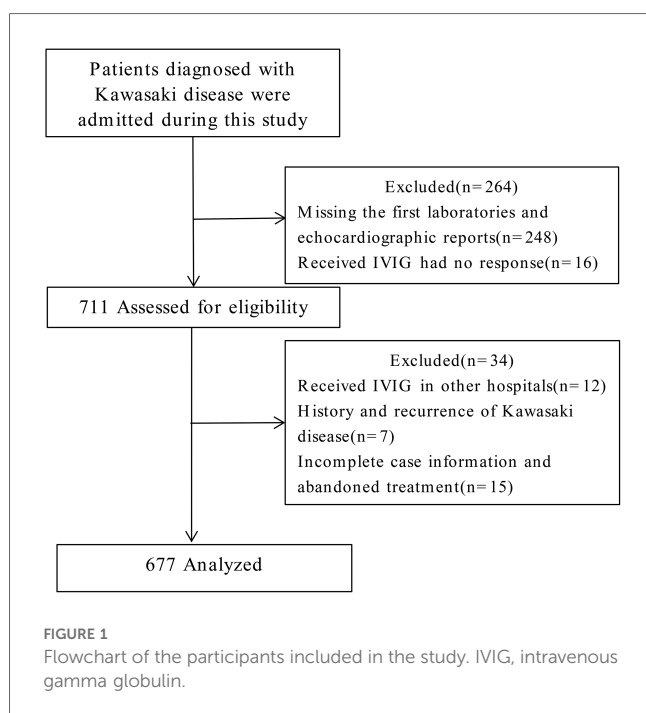 Patients diagnosed with
Kawasaki disease were
admitted during this study
Excluded(n=264)
Missing the first laboratories and
echocardiographic reports(n=248)
Received IVIG had no response(n=16)
711 Assessed for eligibility
Excluded(n=34)
Received IVIG in other hospitals(n=12)
History and recurrence of Kawasaki
disease(n=7)
Incomplete case information and
abandoned treatment(n=15)
677 Analyzed
FIGURE 1
Flowchart of the participants included in the study. IVIG, intravenous
gamma globulin.